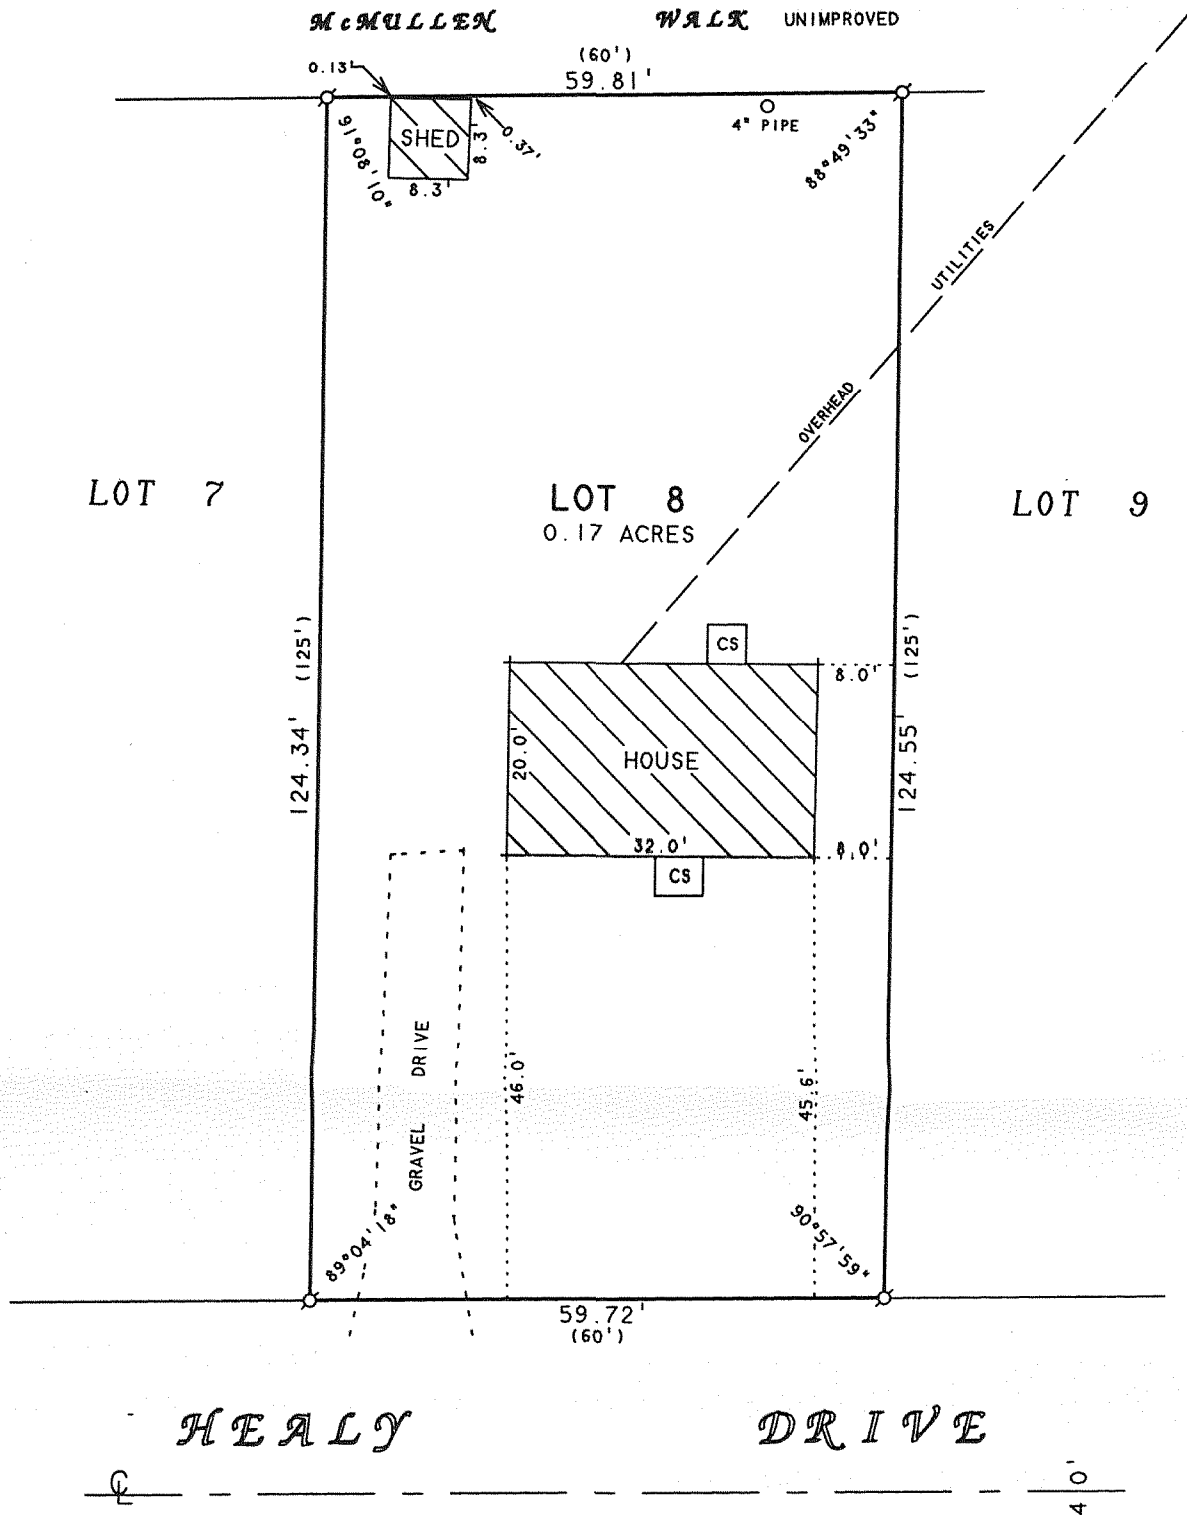 McMULLEN WALK UNIMPROVED
(60')
59.81'
0.13'
SHED
8.3'
8.3'
0.37'
4" PIPE
91°08'10"
88°49'33"
UTILITIES
OVERHEAD
LOT 7
LOT 8
0.17 ACRES
LOT 9
(125')
124.34'
CS
8.0'
(125')
124.55'
20.0'
HOUSE
32.0'
8.0'
CS
GRAVEL DRIVE
46.0'
45.6'
89°04'18"
90°57'59"
59.72'
(60')
HEALY DRIVE
CL
40'